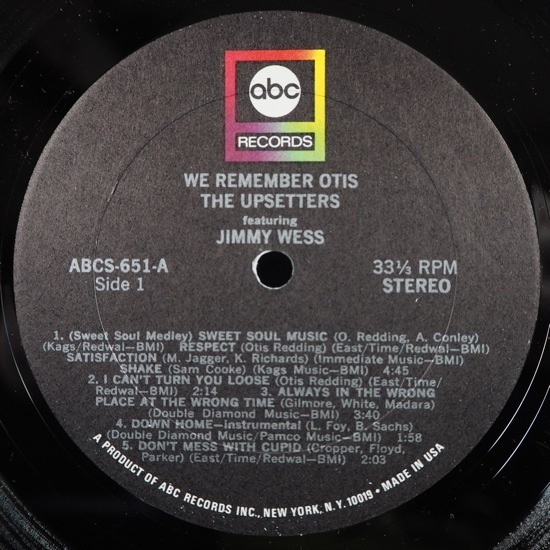 abc
RECORDS
WE REMEMBER OTIS
THE UPSETTERS
featuring
JIMMY WESS
ABCS-651-A
Side 1
33⅓ RPM
STEREO
1. (Sweet Soul Medley) SWEET SOUL MUSIC (O. Redding, A. Conley)
(Kags/Redwal—BMI) RESPECT (Otis Redding) (East/Time/Redwal—BMI)
SATISFACTION (M. Jagger, K. Richards) (Immediate Music—BMI)
SHAKE (Sam Cooke) (Kags Music—BMI) 4:45
2. I CAN'T TURN YOU LOOSE (Otis Redding) (East/Time/
Redwal—BMI) 2:14 3. ALWAYS IN THE WRONG
PLACE AT THE WRONG TIME (Gilmore, White, Madara)
(Double Diamond Music—BMI) 3:40
4. DOWN HOME—instrumental (L. Foy, B. Sachs)
(Double Diamond Music/Pamco Music—BMI) 1:58
5. DON'T MESS WITH CUPID (Cropper, Floyd,
Parker) (East/Time/Redwal—BMI) 2:03
A PRODUCT OF ABC RECORDS INC., NEW YORK, N.Y. 10019 • MADE IN USA